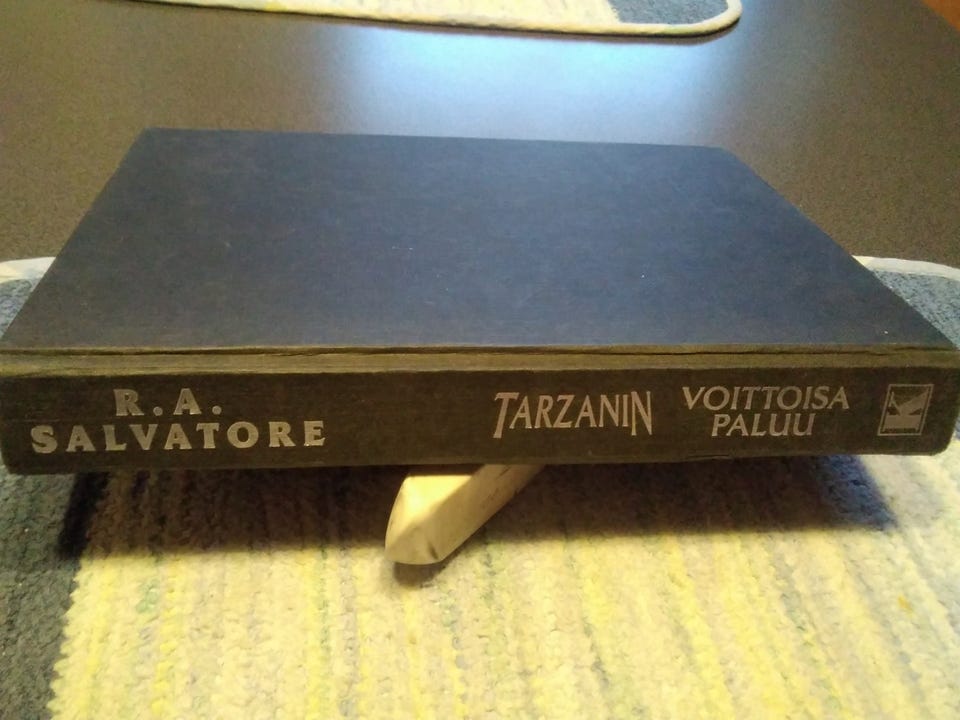 R.A.
SALVATORE
TARZANIN
VOITTOISA
PALUU